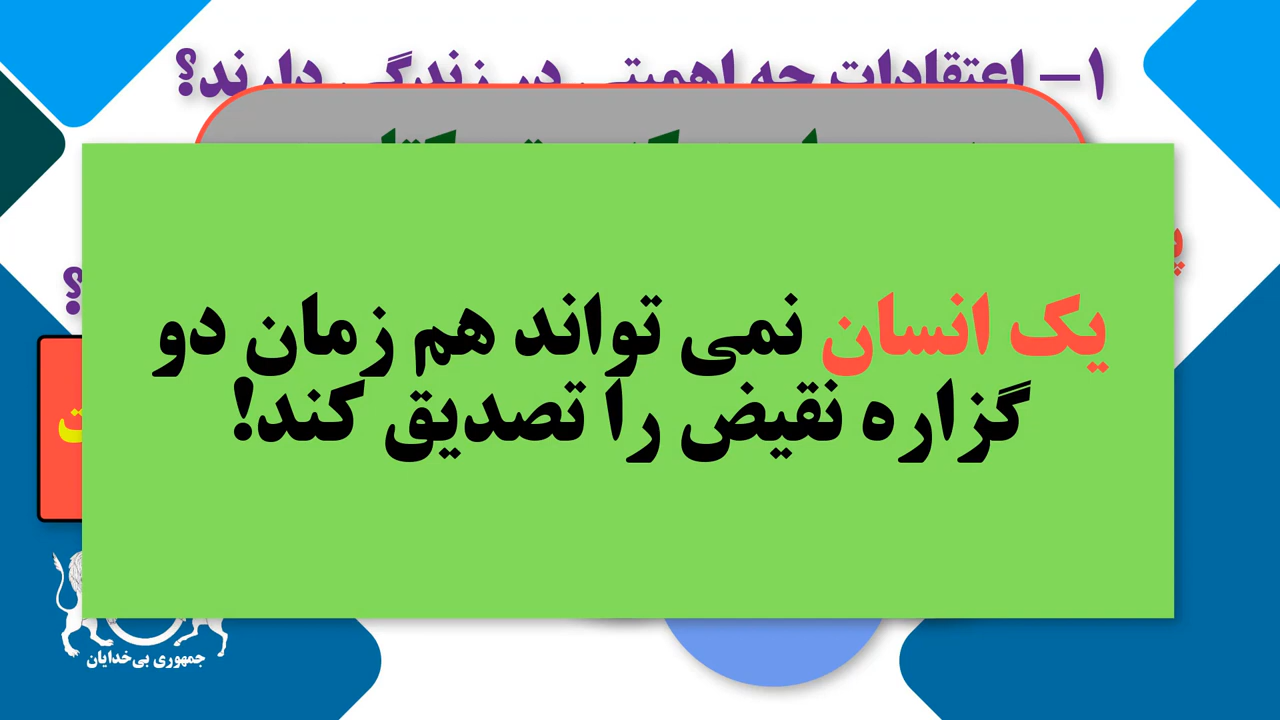 ۱– اعتقادات چه اهمیتی در زندگی دارند؟
؟
یک انسان نمی تواند هم زمان دو
گزاره نقیض را تصدیق کند!
جمهوری بی‌خدایان